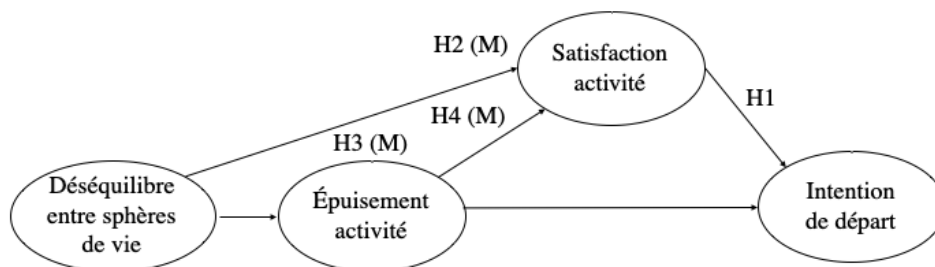 H2 (M)
Satisfaction
activité
H1
H4 (M)
H3 (M)
Déséquilibre
entre sphères
de vie
Épuisement
activité
Intention
de départ